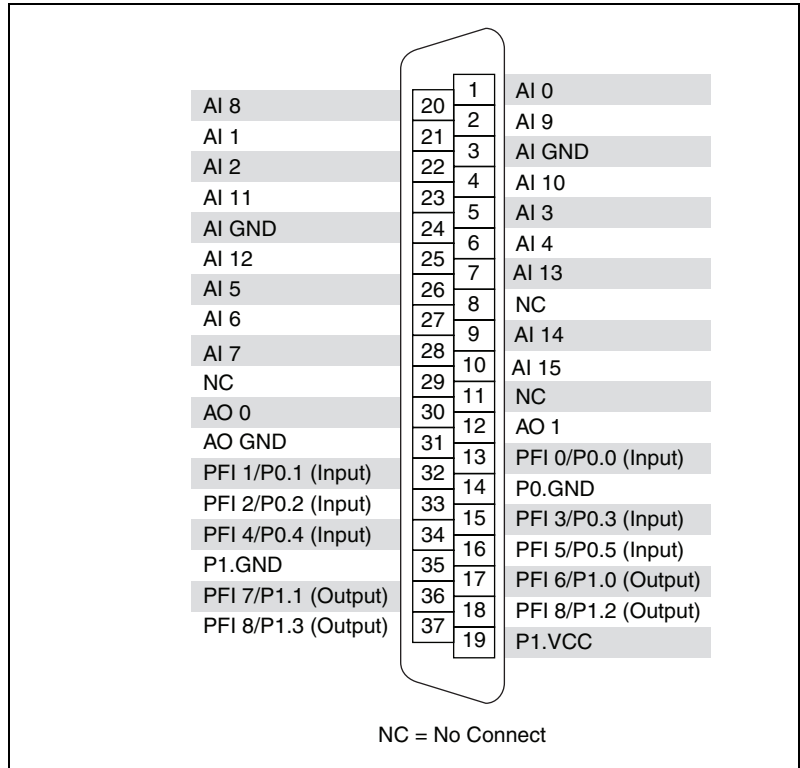 1 AI 0
AI 8 20
2 AI 9
AI 1 21
3 AI GND
AI 2 22
4 AI 10
AI 11 23
5 AI 3
AI GND 24
6 AI 4
AI 12 25
7 AI 13
AI 5 26
8 NC
AI 6 27
9 AI 14
AI 7 28
10 AI 15
NC 29
11 NC
AO 0 30
12 AO 1
AO GND 31
13 PFI 0/P0.0 (Input)
PFI 1/P0.1 (Input) 32
14 P0.GND
PFI 2/P0.2 (Input) 33
15 PFI 3/P0.3 (Input)
PFI 4/P0.4 (Input) 34
16 PFI 5/P0.5 (Input)
P1.GND 35
17 PFI 6/P1.0 (Output)
PFI 7/P1.1 (Output) 36
18 PFI 8/P1.2 (Output)
PFI 8/P1.3 (Output) 37
19 P1.VCC
NC = No Connect